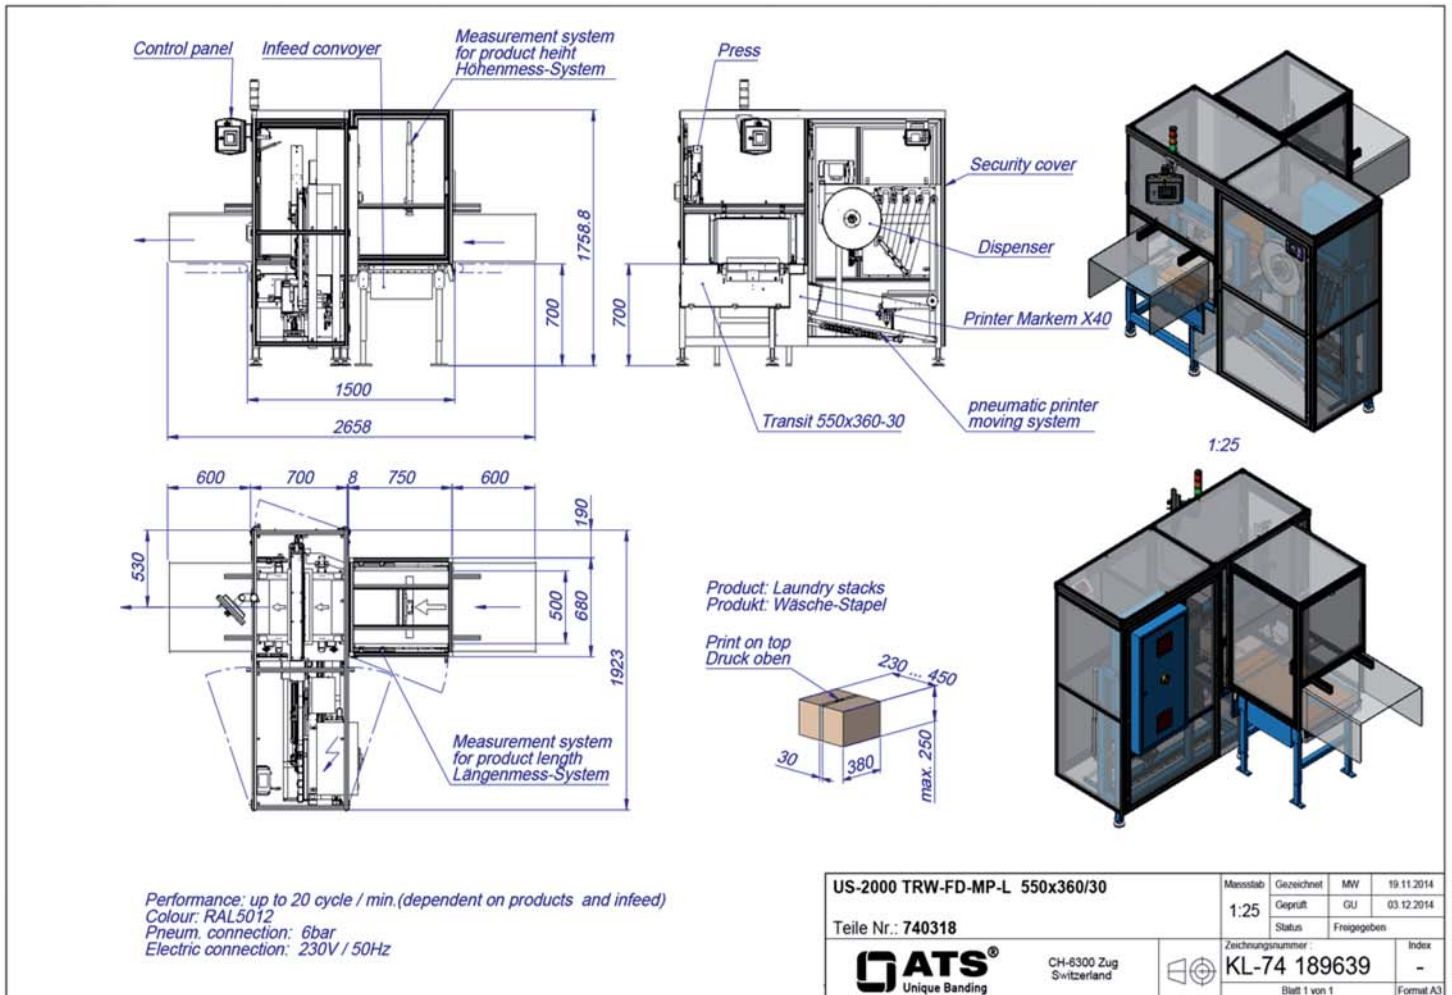 Control panel
Infeed convoyer
Measurement system
for product heiht
Höhenmess-System
Press
Security cover
Dispenser
Printer Markem X40
pneumatic printer
moving system
Transit 550x360-30
1758.8
700
700
1500
2658
1:25
600
700
8
750
600
190
530
500
680
1923
Measurement system
for product length
Längenmess-System
Product: Laundry stacks
Produkt: Wäsche-Stapel
Print on top
Druck oben
230 ... 450
30
380
max. 250
Performance: up to 20 cycle / min.(dependent on products and infeed)
Colour: RAL5012
Pneum. connection: 6bar
Electric connection: 230V / 50Hz
US-2000 TRW-FD-MP-L 550x360/30
Teile Nr.: 740318
Massstab
1:25
Gezeichnet MW 19.11.2014
Geprüft GU 03.12.2014
Status Freigegeben
ATS®
Unique Banding
CH-6300 Zug
Switzerland
Zeichnungsnummer :
KL-74 189639
Index
-
Blatt 1 von 1
Format A3